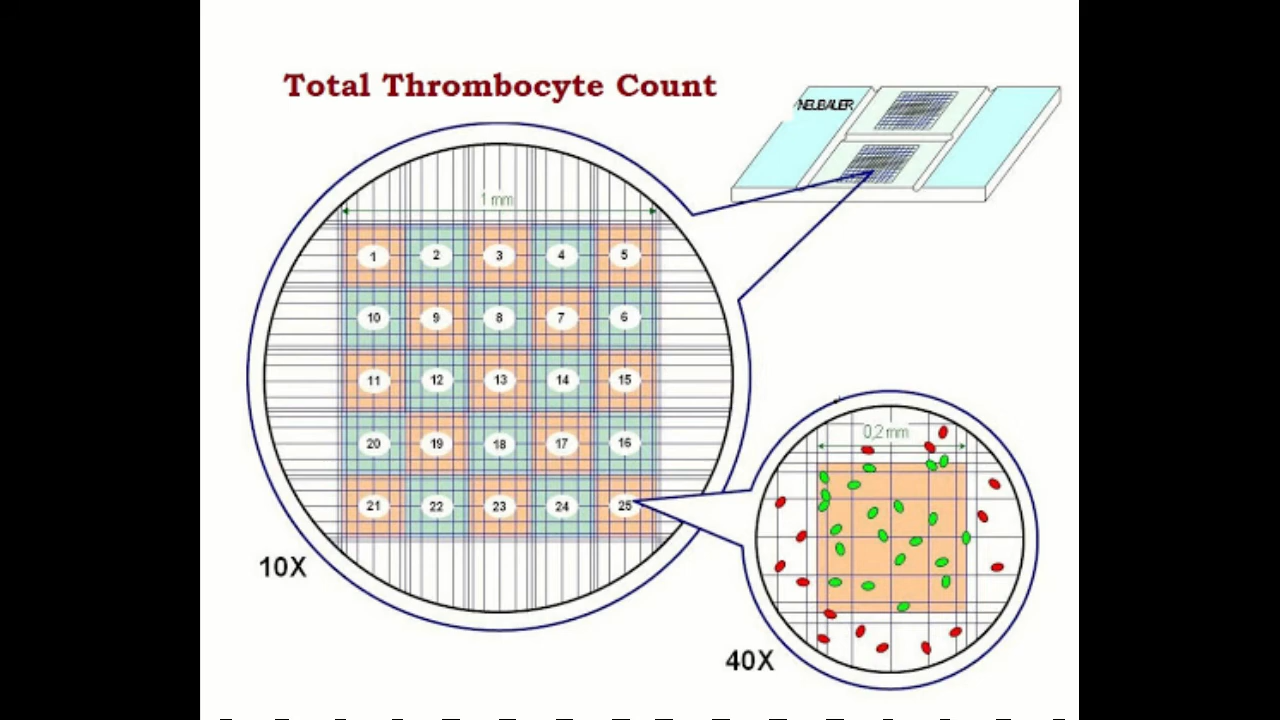 Total Thrombocyte Count
NEUBAUER
1 mm
1 2 3 4 5
10 9 8 7 6
11 12 13 14 15
20 19 18 17 16
21 22 23 24 25
10X
0,2 mm
40X